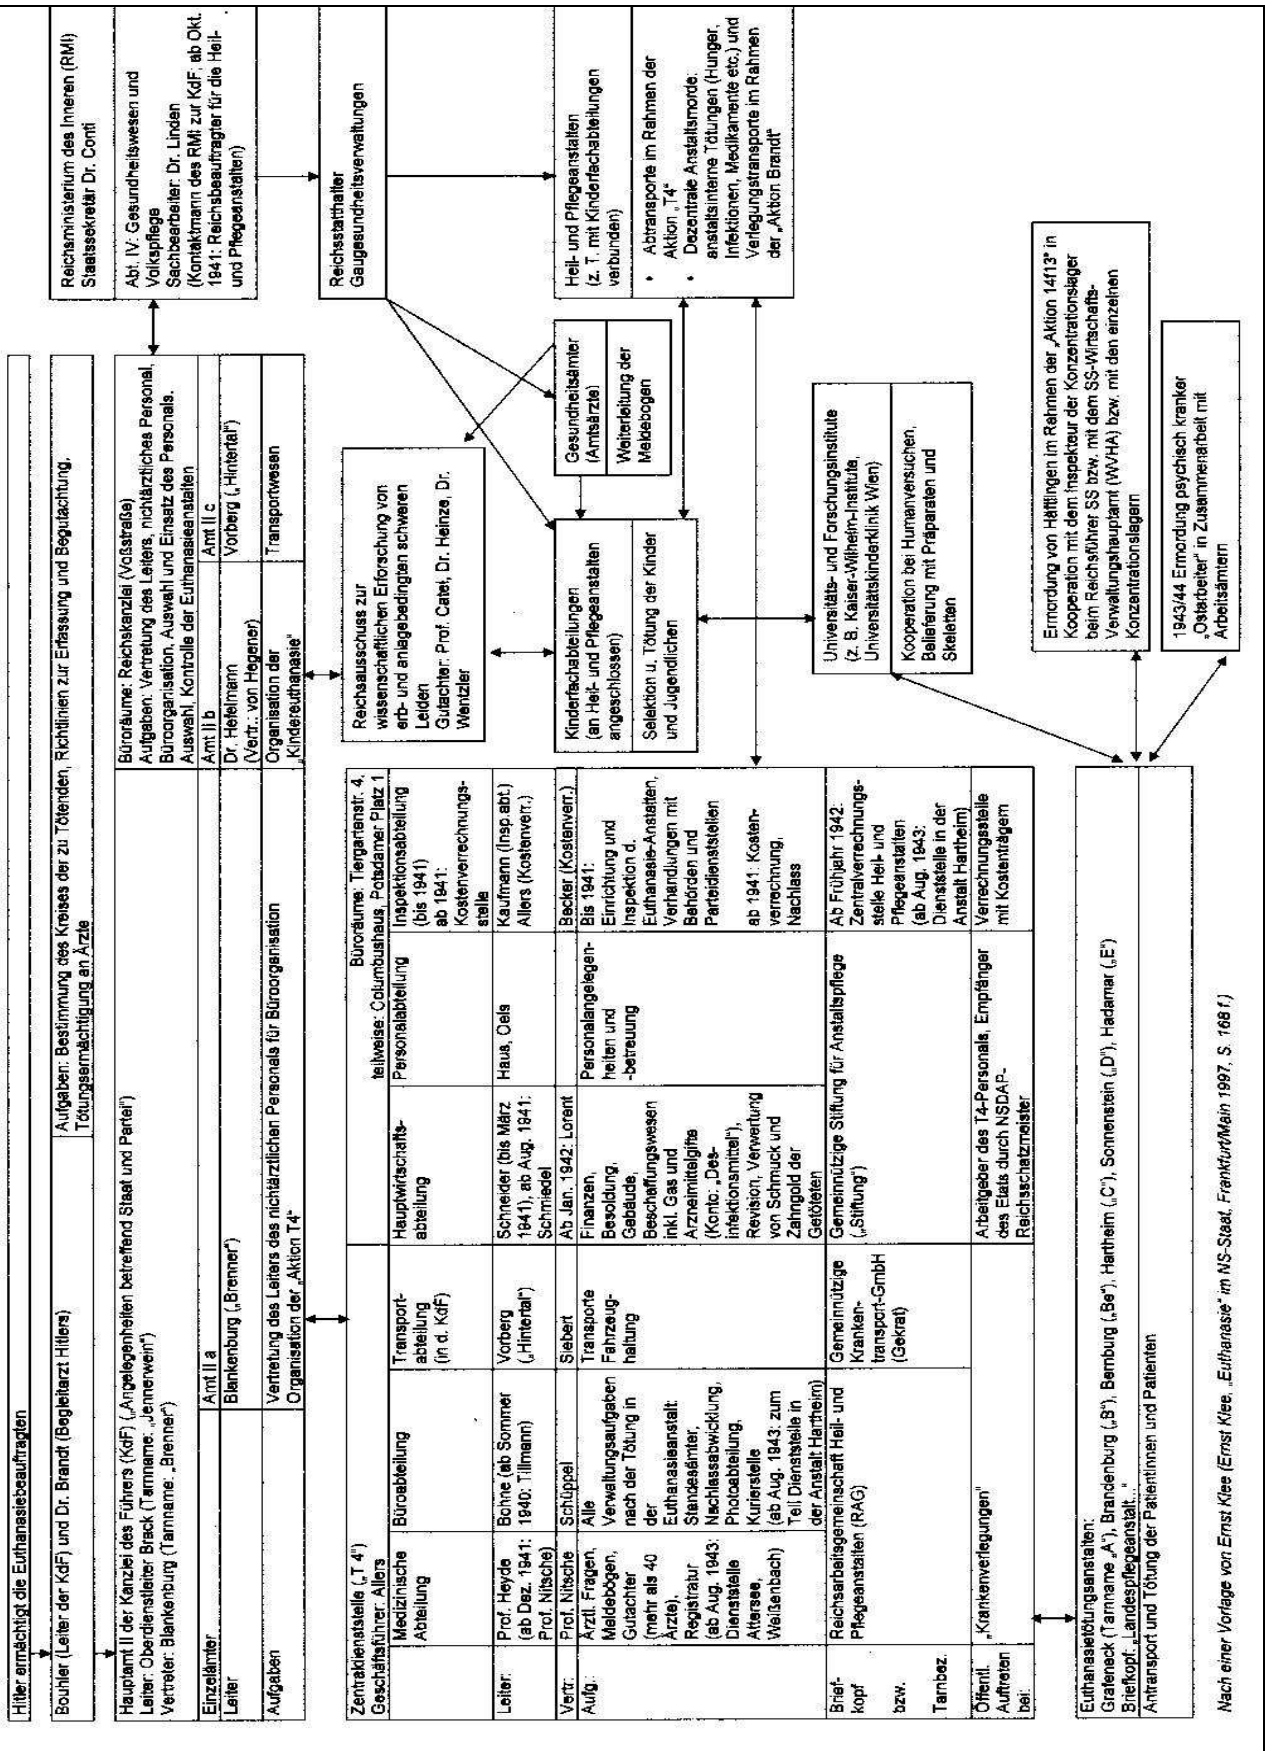 Hitler ermächtigt die Euthanasiebeauftragten
Bouhler (Leiter der KdF) und Dr. Brandt (Begleitarzt Hitlers)
Aufgaben: Bestimmung des Kreises der zu Tötenden, Richtlinien zur Erfassung und Begutachtung,
Tötungsermächtigung an Ärzte
Hauptamt II der Kanzlei des Führers (KdF) („Angelegenheiten betreffend Staat und Partei")
Leiter: Oberdienstleiter Brack (Tarnname: „Jennerwein")
Vertreter: Blankenburg (Tarnname: „Brenner")
Büroräume: Reichskanzlei (Voßstraße)
Aufgaben: Vertretung des Leiters, nichtärztliches Personal,
Büroorganisation, Auswahl und Einsatz des Personals.
Auswahl, Kontrolle der Euthanasieanstalten
Einzelämter
Amt II a
Amt II b
Amt II c
Leiter
Blankenburg („Brenner")
Dr. Hefelmann
(Vertr.: von Hegener)
Vorberg („Hintertal")
Aufgaben
Vertretung des Leiters des nichtärztlichen Personals für Büroorganisation
Organisation der „Aktion T4"
Organisation der
„Kindereuthanasie"
Transportwesen
Reichsministerium des Inneren (RMI)
Staatssekretär Dr. Conti
Abt. IV: Gesundheitswesen und
Volkspflege
Sachbearbeiter: Dr. Linden
(Kontaktmann des RMI zur KdF; ab Okt.
1941: Reichsbeauftragter für die Heil-
und Pflegeanstalten)
Reichsstatthalter
Gaugesundheitsverwaltungen
Reichsausschuss zur
wissenschaftlichen Erforschung von
erb- und anlagebedingten schweren
Leiden
Gutachter: Prof. Catel, Dr. Heinze, Dr.
Wentzler
Zentraldienststelle („T 4")
Geschäftsführer: Allers
Büroräume: Tiergartenstr. 4,
teilweise: Columbushaus, Potsdamer Platz 1
Medizinische
Abteilung
Büroabteilung
Transport-
abteilung
(in d. KdF)
Hauptwirtschafts-
abteilung
Personalabteilung
Inspektionsabteilung
(bis 1941)
ab 1941:
Kostenverrechnungs-
stelle
Leiter:
Prof. Heyde
(ab Dez. 1941:
Prof. Nitsche)
Bohne (ab Sommer
1940: Tillmann)
Vorberg
(„Hintertal")
Schneider (bis März
1941), ab Aug. 1941:
Schmiedel
Haus, Oels
Kaufmann (Insp.abt.)
Allers (Kostenverr.)
Vertr:
Prof. Nitsche
Schüppel
Siebert
Ab Jan. 1942: Lorent
Becker (Kostenverr.)
Aufg.:
Ärztl. Fragen,
Meldebögen,
Gutachter
(mehr als 40
Ärzte),
Registratur
(ab Aug. 1943:
Dienststelle
Attersee,
Weißenbach)
Alle
Verwaltungsaufgaben
nach der Tötung in
der
Euthanasieanstalt:
Standesämter,
Nachlassabwicklung,
Photoabteilung,
Kurierstelle
(ab Aug. 1943: zum
Teil Dienststelle in
der Anstalt Hartheim)
Transporte
Fahrzeug-
haltung
Finanzen,
Besoldung,
Gebäude,
Beschaffungswesen
inkl. Gas und
Arzneimittelgifte
(Konto: „Des-
infektionsmittel"),
Revision, Verwertung
von Schmuck und
Zahngold der
Getöteten
Personalangelegen-
heiten und
-betreuung
Bis 1941:
Einrichtung und
Inspektion d.
Euthanasie-Anstalten,
Verhandlungen mit
Behörden und
Parteidienststellen
ab 1941: Kosten-
verrechnung,
Nachlass
Brief-
kopf
bzw.
Tarnbez.
Reichsarbeitsgemeinschaft Heil- und
Pflegeanstalten (RAG)
Gemeinnützige
Kranken-
transport-GmbH
(Gekrat)
Gemeinnützige Stiftung für Anstaltspflege
(„Stiftung")
Ab Frühjahr 1942:
Zentralverrechnungs-
stelle Heil- und
Pflegeanstalten
(ab Aug. 1943:
Dienststelle in der
Anstalt Hartheim)
Öffentl.
Auftreten
bei:
„Krankenverlegungen"
Arbeitgeber des T4-Personals, Empfänger
des Etats durch NSDAP-
Reichsschatzmeister
Verrechnungsstelle
mit Kostenträgern
Kinderfachabteilungen
(an Heil- und Pflegeanstalten
angeschlossen)
Selektion u. Tötung der Kinder
und Jugendlichen
Gesundheitsämter
(Amtsärzte)
Weiterleitung der
Meldebogen
Heil- und Pflegeanstalten
(z. T. mit Kinderfachabteilungen
verbunden)
• Abtransporte im Rahmen der
Aktion „T4"
• Dezentrale Anstaltsmorde:
anstaltsinterne Tötungen (Hunger,
Infektionen, Medikamente etc.) und
Verlegungstransporte im Rahmen
der „Aktion Brandt"
Universitäts- und Forschungsinstitute
(z. B. Kaiser-Wilhelm-Institute,
Universitätskinderklinik Wien)
Kooperation bei Humanversuchen,
Belieferung mit Präparaten und
Skeletten
Euthanasietötungsanstalten:
Grafeneck (Tarnname „A"), Brandenburg („B"), Bernburg („Be"), Hartheim („C"), Sonnenstein („D"), Hadamar („E")
Briefkopf: „Landespflegeanstalt..."
Antransport und Tötung der Patientinnen und Patienten
Ermordung von Häftlingen im Rahmen der „Aktion 14f13" in
Kooperation mit dem Inspekteur der Konzentrationslager
beim Reichsführer SS bzw. mit dem SS-Wirtschafts-
Verwaltungshauptamt (WVHA) bzw. mit den einzelnen
Konzentrationslagern
1943/44 Ermordung psychisch kranker
„Ostarbeiter" in Zusammenarbeit mit
Arbeitsämtern
Nach einer Vorlage von Ernst Klee (Ernst Klee, „Euthanasie" im NS-Staat, Frankfurt/Main 1997, S. 168 f.)